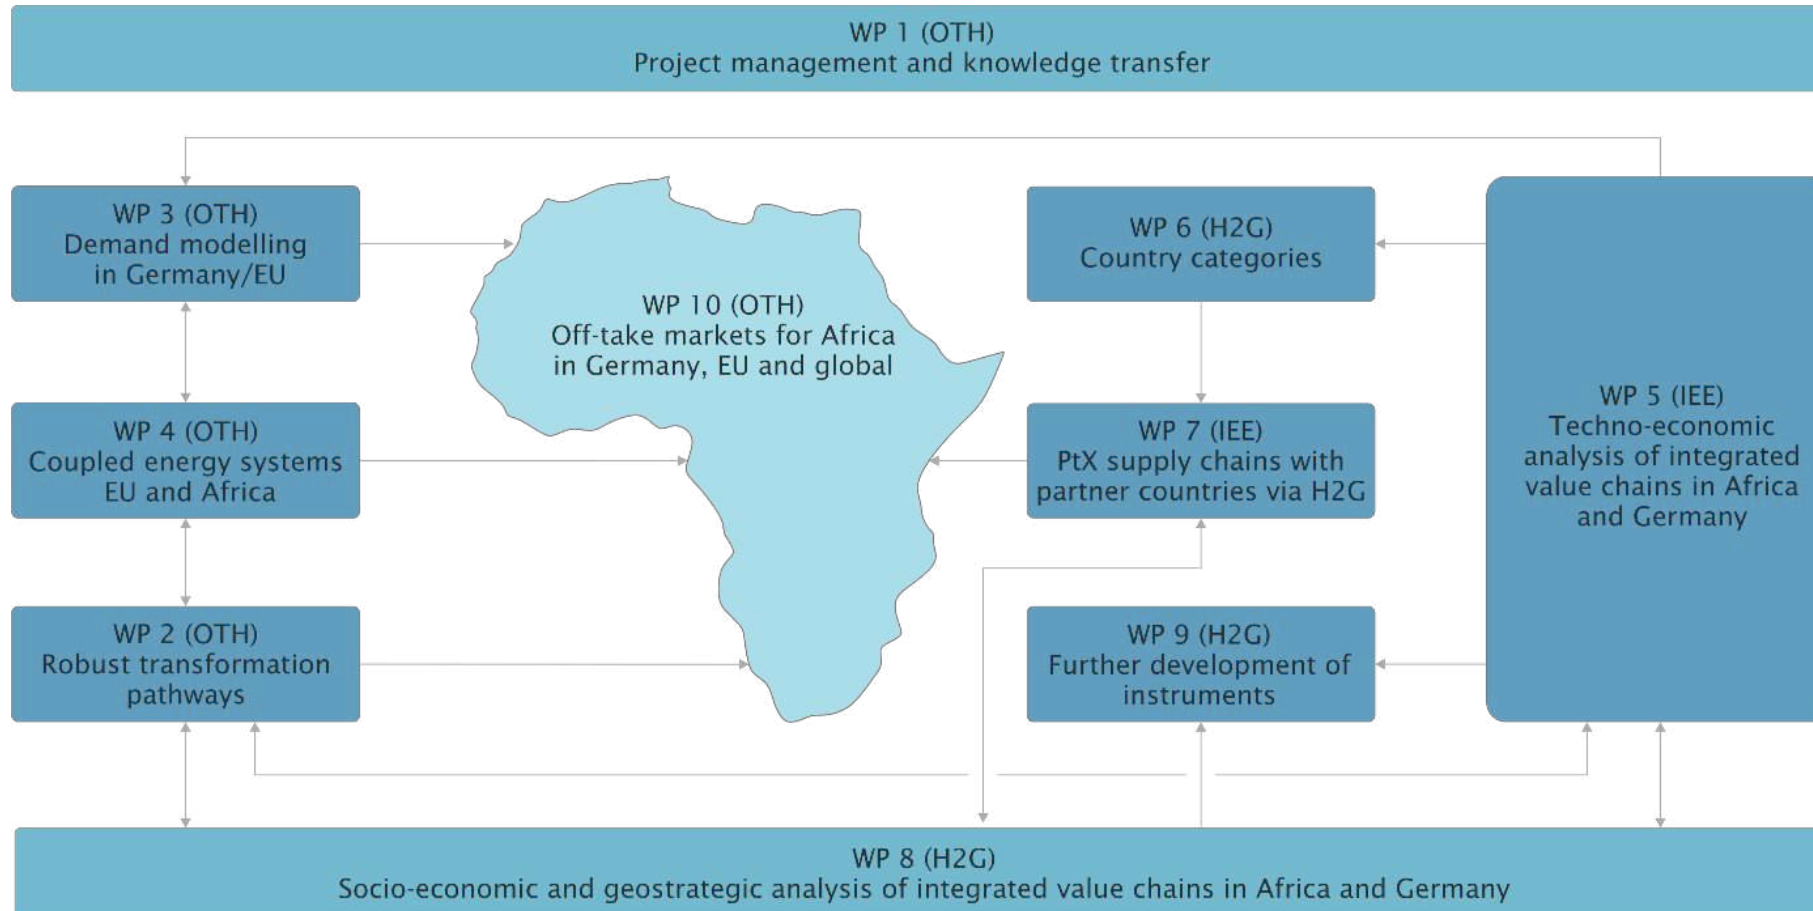 WP 1 (OTH)
Project management and knowledge transfer
WP 3 (OTH)
Demand modelling
in Germany/EU
WP 10 (OTH)
Off-take markets for Africa
in Germany, EU and global
WP 6 (H2G)
Country categories
WP 5 (IEE)
Techno-economic
analysis of integrated
value chains in Africa
and Germany
WP 4 (OTH)
Coupled energy systems
EU and Africa
WP 7 (IEE)
PtX supply chains with
partner countries via H2G
WP 2 (OTH)
Robust transformation
pathways
WP 9 (H2G)
Further development of
instruments
WP 8 (H2G)
Socio-economic and geostrategic analysis of integrated value chains in Africa and Germany